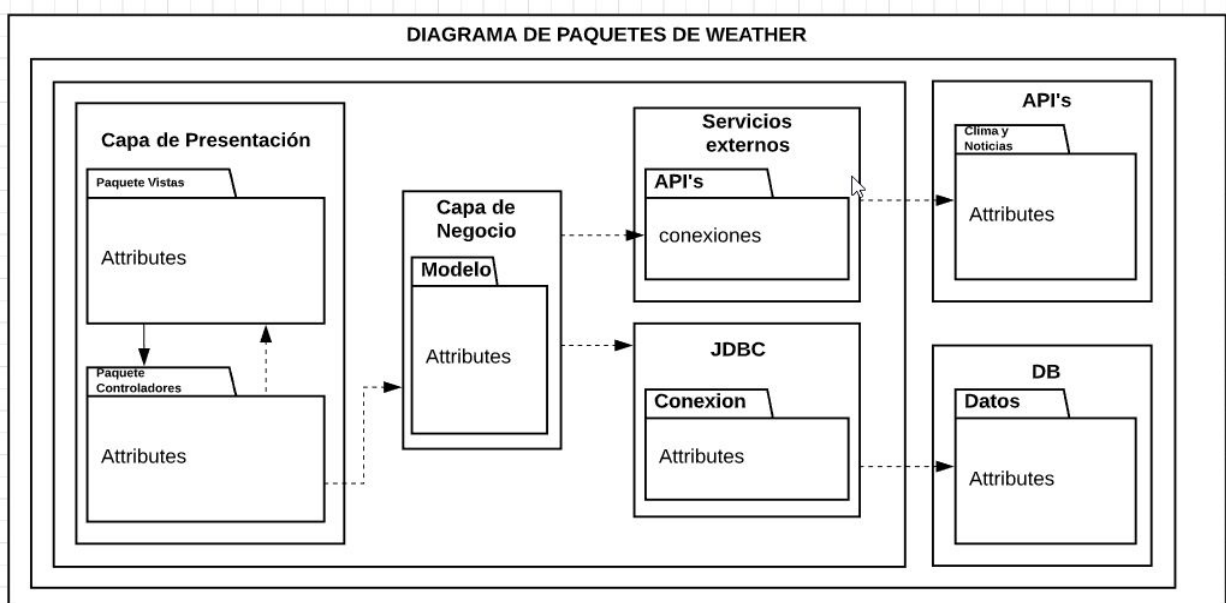 DIAGRAMA DE PAQUETES DE WEATHER
Capa de Presentación
Paquete Vistas
Attributes
Paquete
Controladores
Attributes
Capa de
Negocio
Modelo
Attributes
Servicios
externos
API's
conexiones
JDBC
Conexion
Attributes
API's
Clima y
Noticias
Attributes
DB
Datos
Attributes